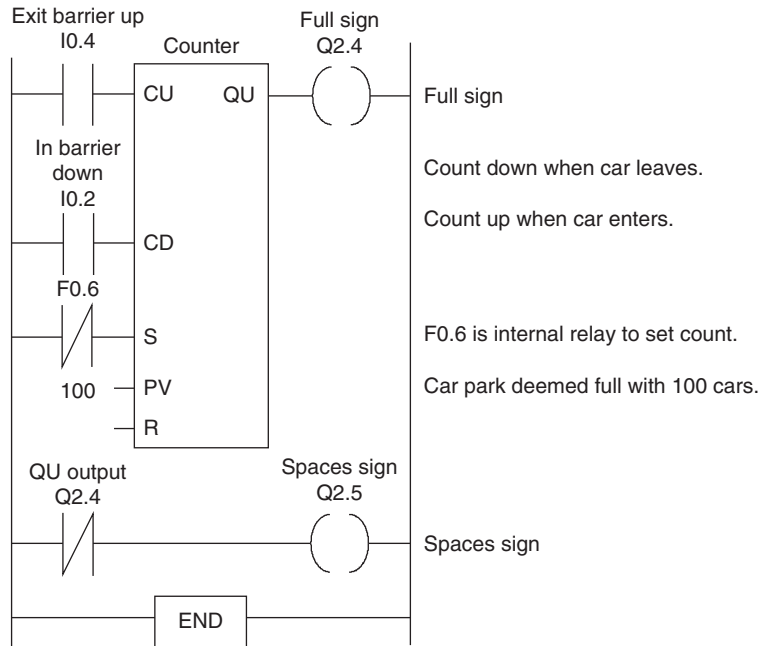 Exit barrier up
I0.4
Counter
Full sign
Q2.4
CU
QU
Full sign
In barrier
down
I0.2
Count down when car leaves.
Count up when car enters.
CD
F0.6
S
F0.6 is internal relay to set count.
100
PV
Car park deemed full with 100 cars.
R
QU output
Q2.4
Spaces sign
Q2.5
Spaces sign
END